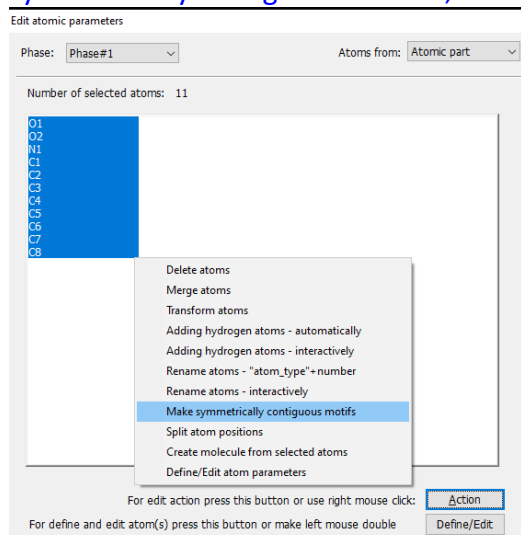 Edit atomic parameters
Phase: Phase#1 Atoms from: Atomic part
Number of selected atoms: 11
O1
O2
N1
C1
C2
C3
C4
C5
C6
C7
C8
Delete atoms
Merge atoms
Transform atoms
Adding hydrogen atoms - automatically
Adding hydrogen atoms - interactively
Rename atoms - "atom_type"+number
Rename atoms - interactively
Make symmetrically contiguous motifs
Split atom positions
Create molecule from selected atoms
Define/Edit atom parameters
For edit action press this button or use right mouse click: Action
For define and edit atom(s) press this button or make left mouse double Define/Edit